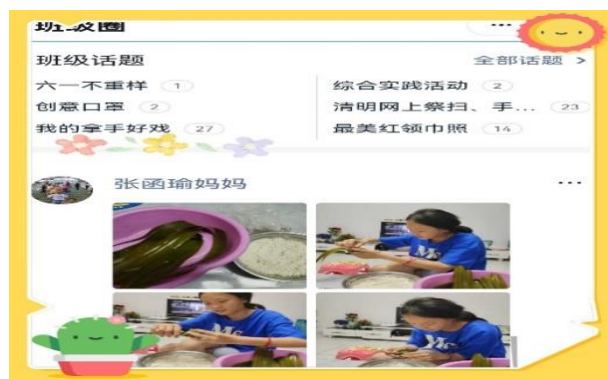 班级圈
班级话题
全部话题 >
六一不重样 1
综合实践活动 2
创意口罩 2
清明网上祭扫、手... 23
我的拿手好戏 27
最美红领巾照 14
张函瑜妈妈